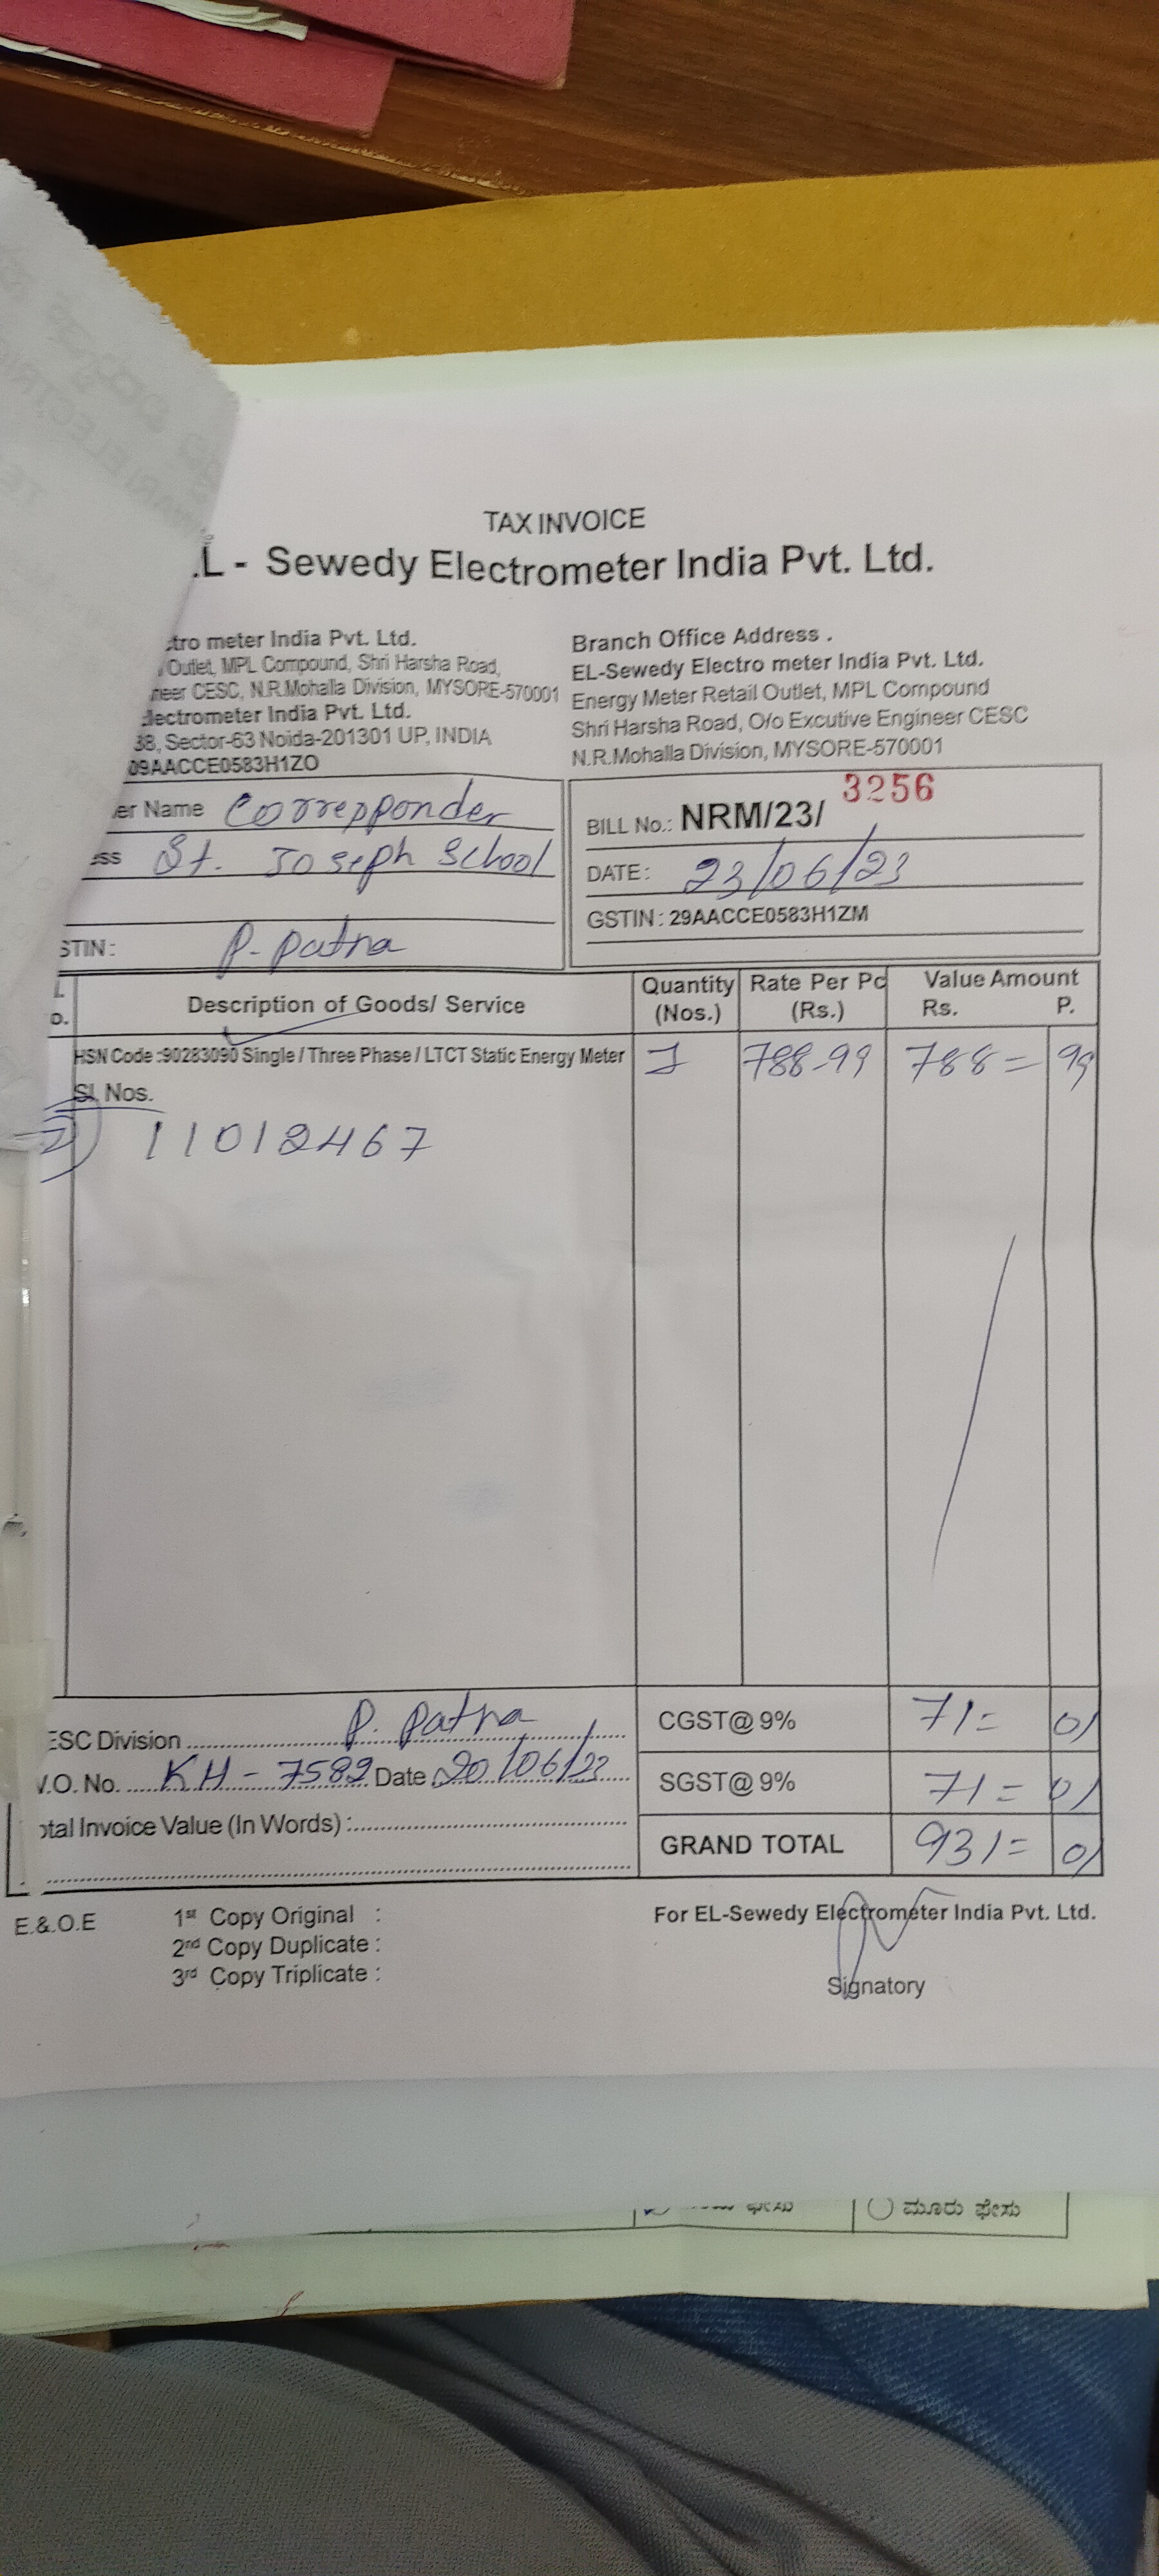 TAX INVOICE
.L - Sewedy Electrometer India Pvt. Ltd.
tro meter India Pvt. Ltd.
Outlet, MPL Compound, Shri Harsha Road,
neer CESC, N.R.Mohalla Division, MYSORE-570001
lectrometer India Pvt. Ltd.
38, Sector-63 Noida-201301 UP, INDIA
09AACCE0583H1ZO
Branch Office Address .
EL-Sewedy Electro meter India Pvt. Ltd.
Energy Meter Retail Outlet, MPL Compound
Shri Harsha Road, O/o Excutive Engineer CESC
N.R.Mohalla Division, MYSORE-570001
er Name Correpponder
ess St. Joseph School
STIN: P. Patna
BILL No.: NRM/23/ 3256
DATE: 23/06/23
GSTIN: 29AACCE0583H1ZM
Description of Goods/ Service Quantity (Nos.) Rate Per Pc (Rs.) Value Amount Rs. P.
HSN Code :90283090 Single / Three Phase / LTCT Static Energy Meter 1 788-99 788= 99
Sl. Nos.
11012467
ESC Division P. Patna
CGST@ 9% 71= 01
.O. No. KH-7582 Date 20/06/23
SGST@ 9% 71= 01
otal Invoice Value (In Words) :
GRAND TOTAL 931= 01
E.&.O.E
1st Copy Original :
2nd Copy Duplicate :
3rd Copy Triplicate :
For EL-Sewedy Electrometer India Pvt. Ltd.
Signatory
ಮೂರು ಫೇಸು